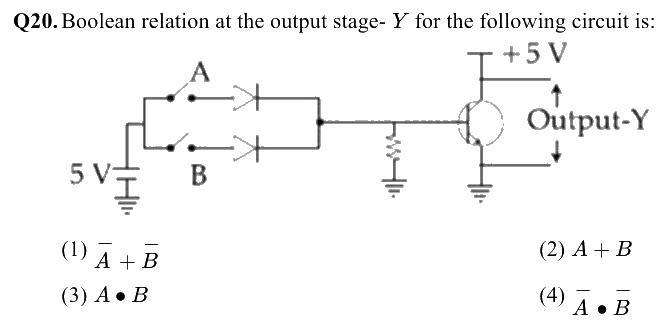 Q20. Boolean relation at the output stage- Y for the following circuit is:
+5 V
A
Output-Y
5 V
B
(1) A̅ + B̅
(2) A + B
(3) A • B
(4) A̅ • B̅